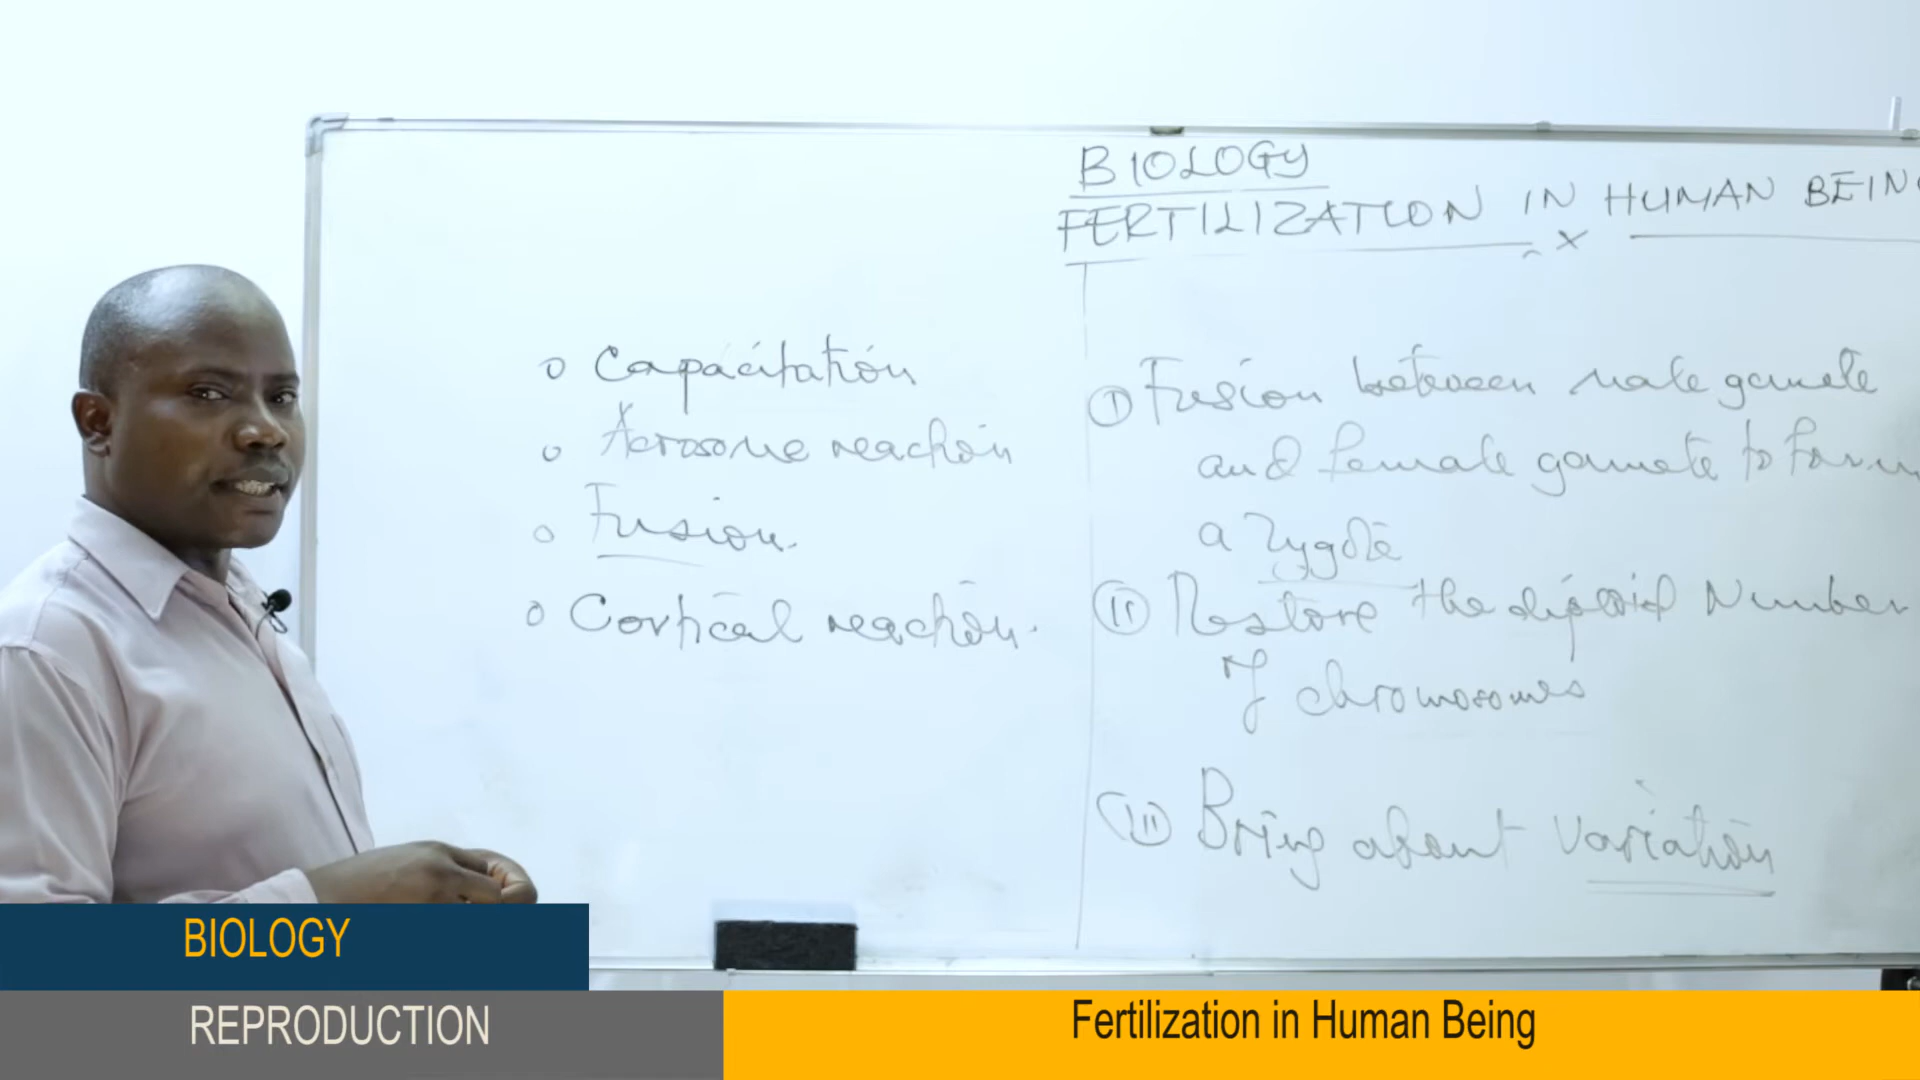 BIOLOGY
FERTILIZATION IN HUMAN BEING
o Capacitation
o Acrosome reaction
o Fusion.
o Cortical reaction.
(I) Fusion between male gamete
and female gamete to form
a Zygote
(II) Restore the diploid Number
of chromosomes
(III) Bring about variation
BIOLOGY
REPRODUCTION
Fertilization in Human Being